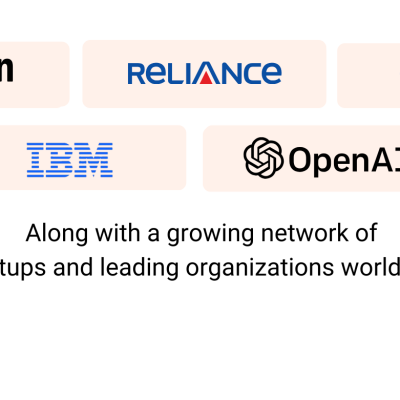 n
RELIANCE
IBM
OpenAI
Along with a growing network of
tups and leading organizations world